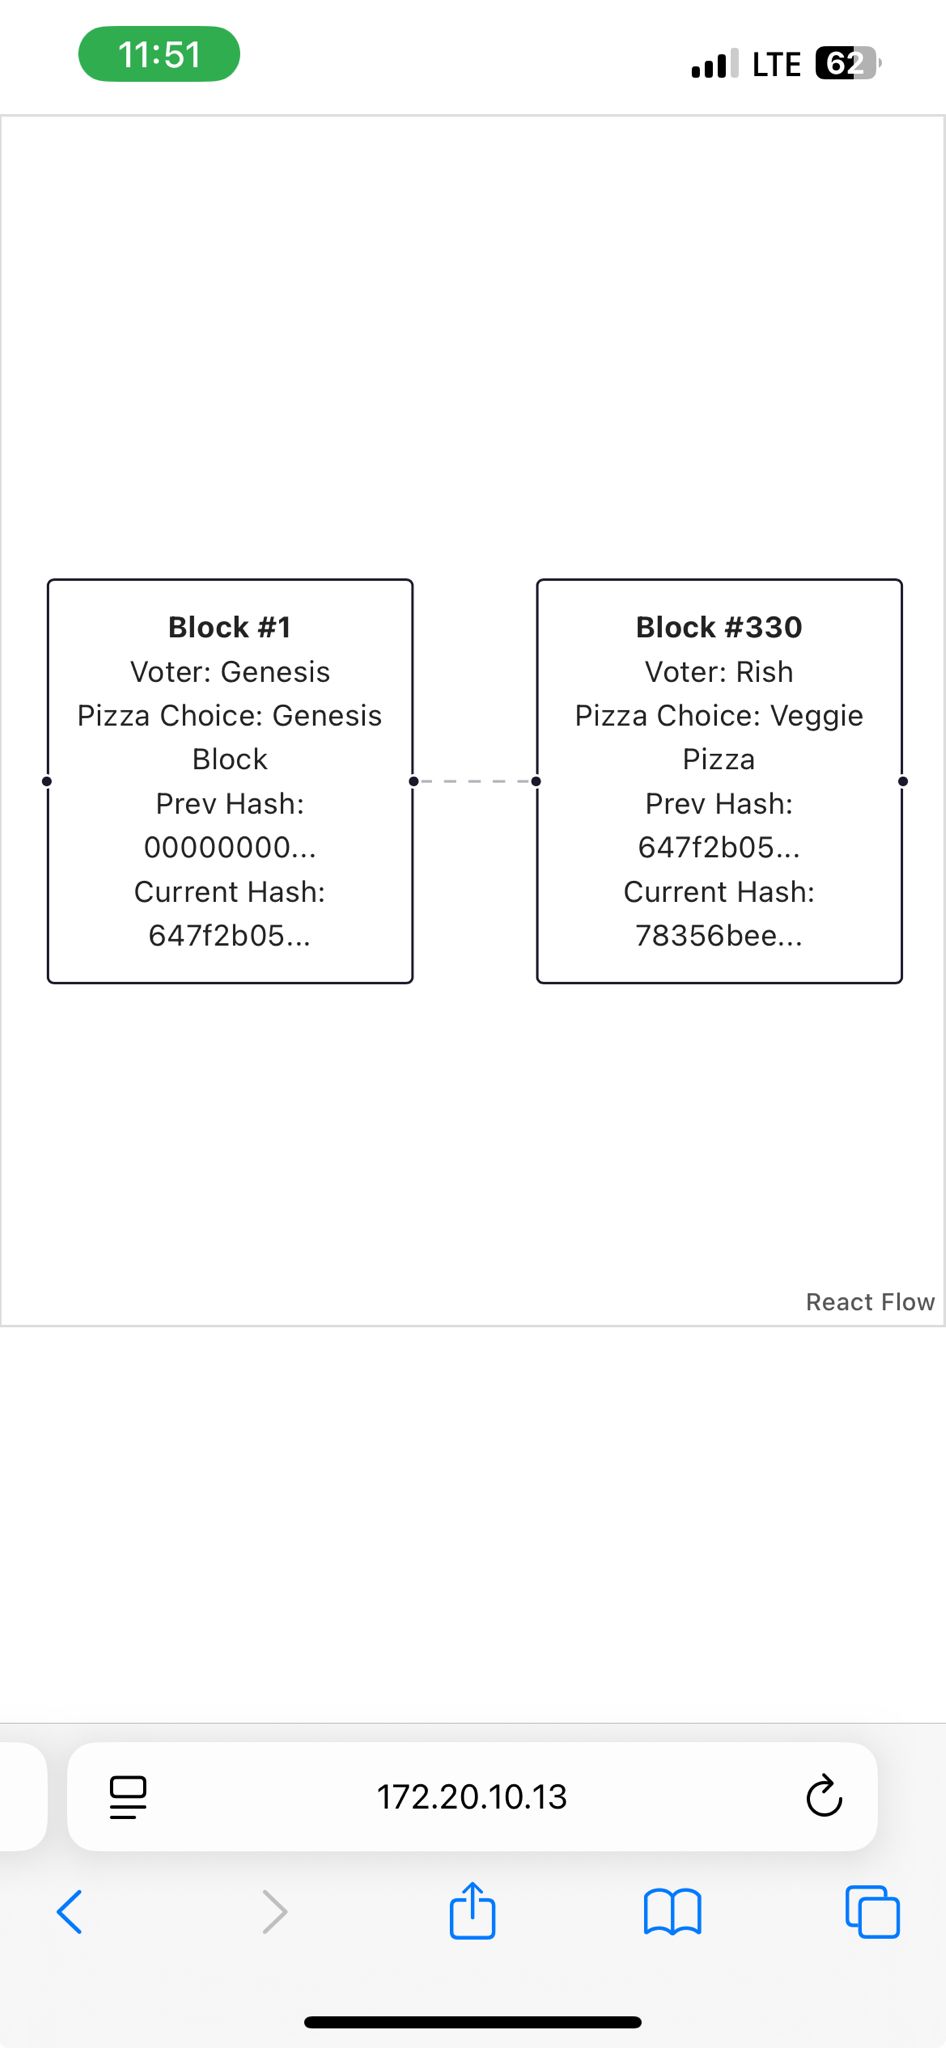 11:51
LTE 62
Block #1
Voter: Genesis
Pizza Choice: Genesis
Block
Prev Hash:
00000000...
Current Hash:
647f2b05...
Block #330
Voter: Rish
Pizza Choice: Veggie
Pizza
Prev Hash:
647f2b05...
Current Hash:
78356bee...
React Flow
172.20.10.13